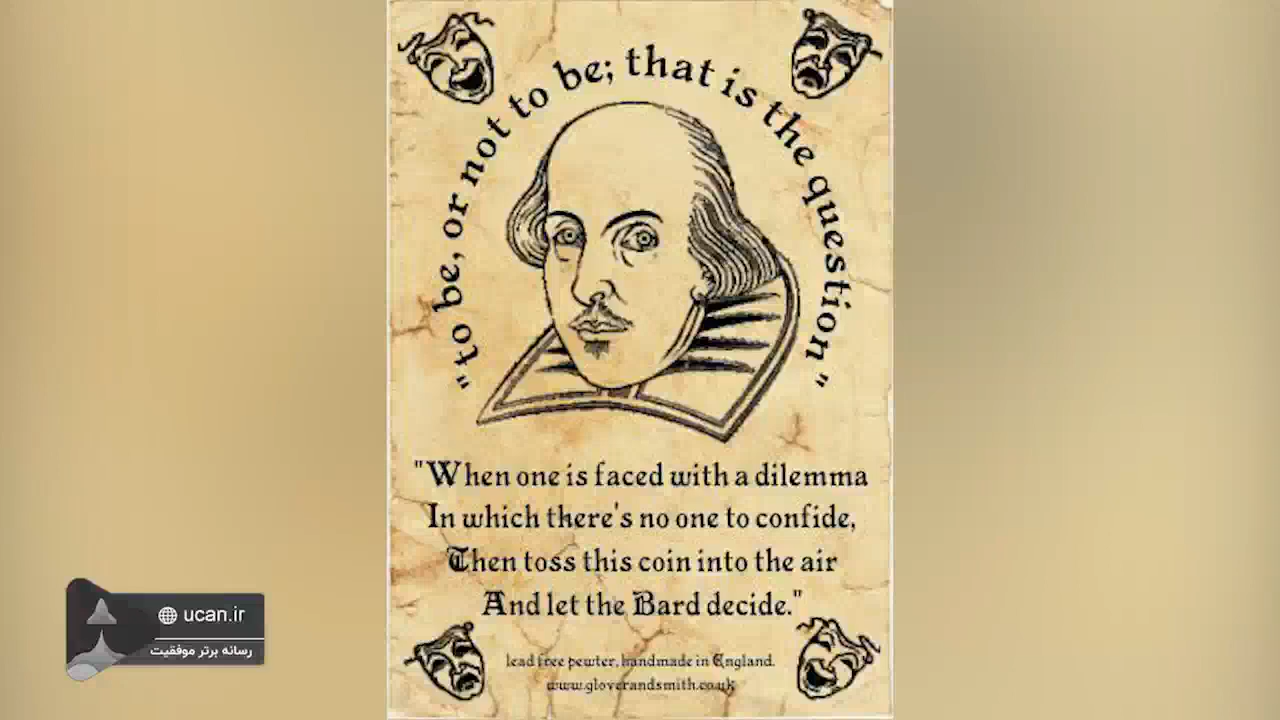 "to be, or not to be; that is the question"
"When one is faced with a dilemma
In which there's no one to confide,
Then toss this coin into the air
And let the Bard decide."
lead free pewter, handmade in England.
www.gloverandsmith.co.uk
ucan.ir
رسانه برتر موفقیت